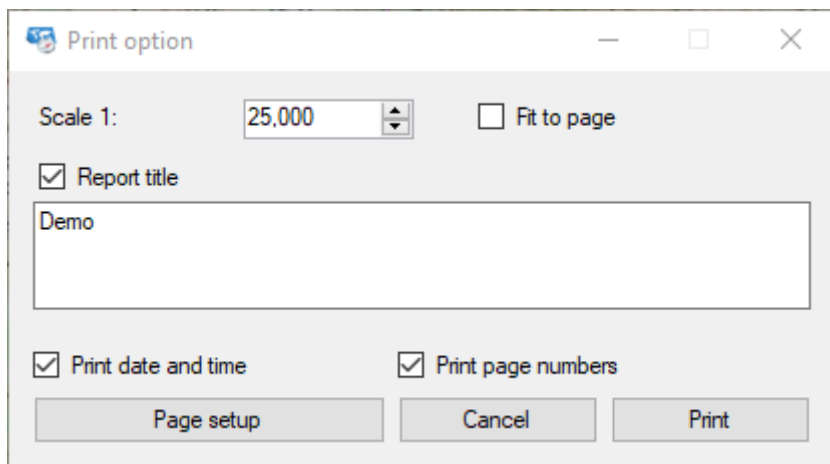 Print option
Scale 1: 25,000 Fit to page
Report title
Demo
Print date and time Print page numbers
Page setup Cancel Print